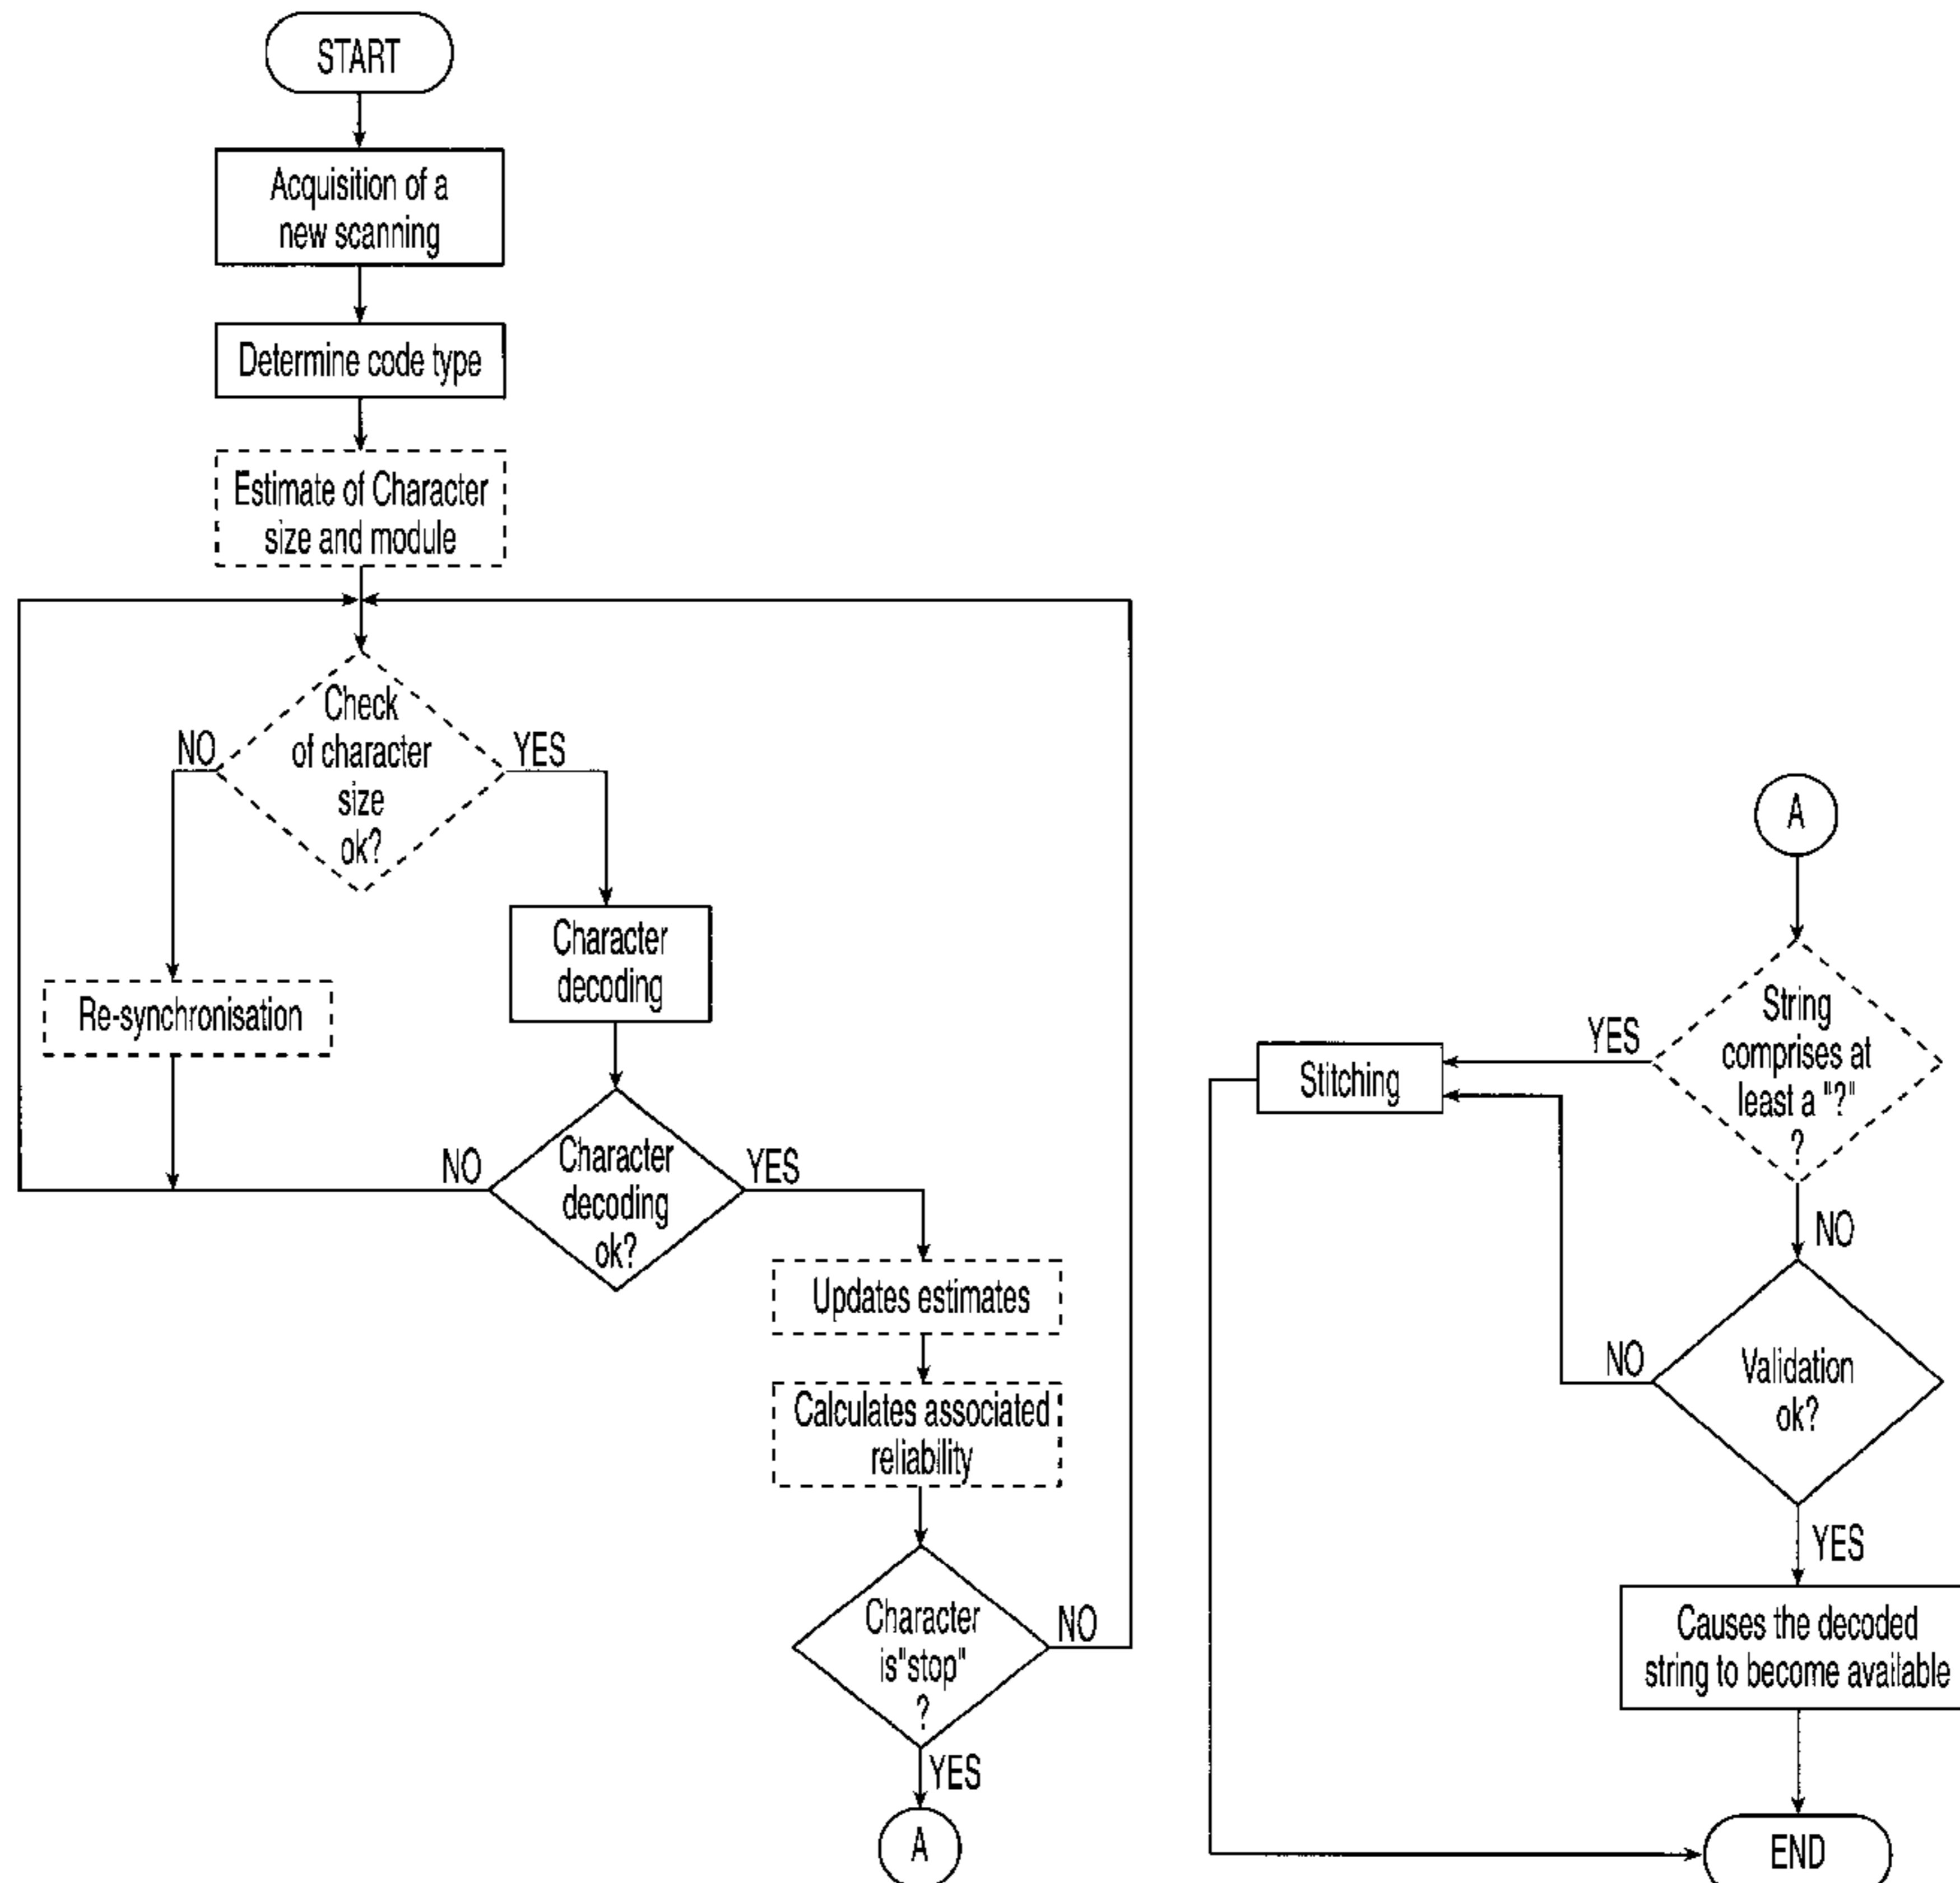 START
Acquisition of a
new scanning
Determine code type
Estimate of Character
size and module
Check
of character
size
ok?
NO
YES
Character
decoding
Re-synchronisation
Character
decoding
ok?
NO
YES
Updates estimates
Calculates associated
reliability
Character
is"stop"
?
NO
YES
A
A
String
comprises at
least a "?"
?
YES
Stitching
NO
Validation
ok?
NO
YES
Causes the decoded
string to become available
END